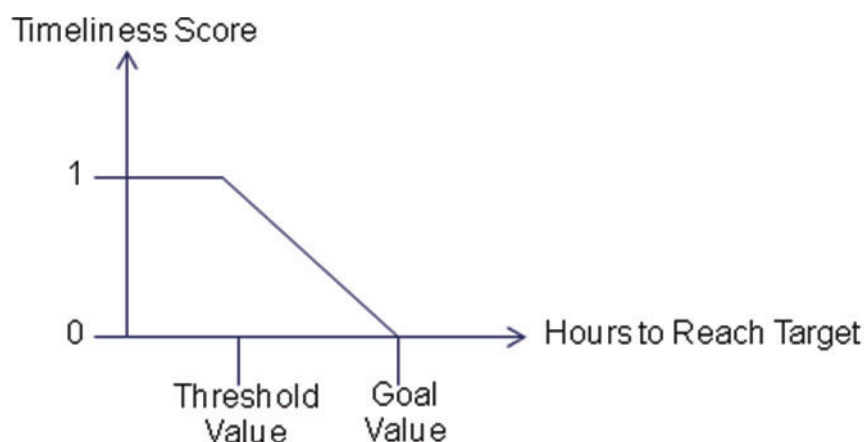 Timeliness Score
1
0
Hours to Reach Target
Threshold
Value
Goal
Value